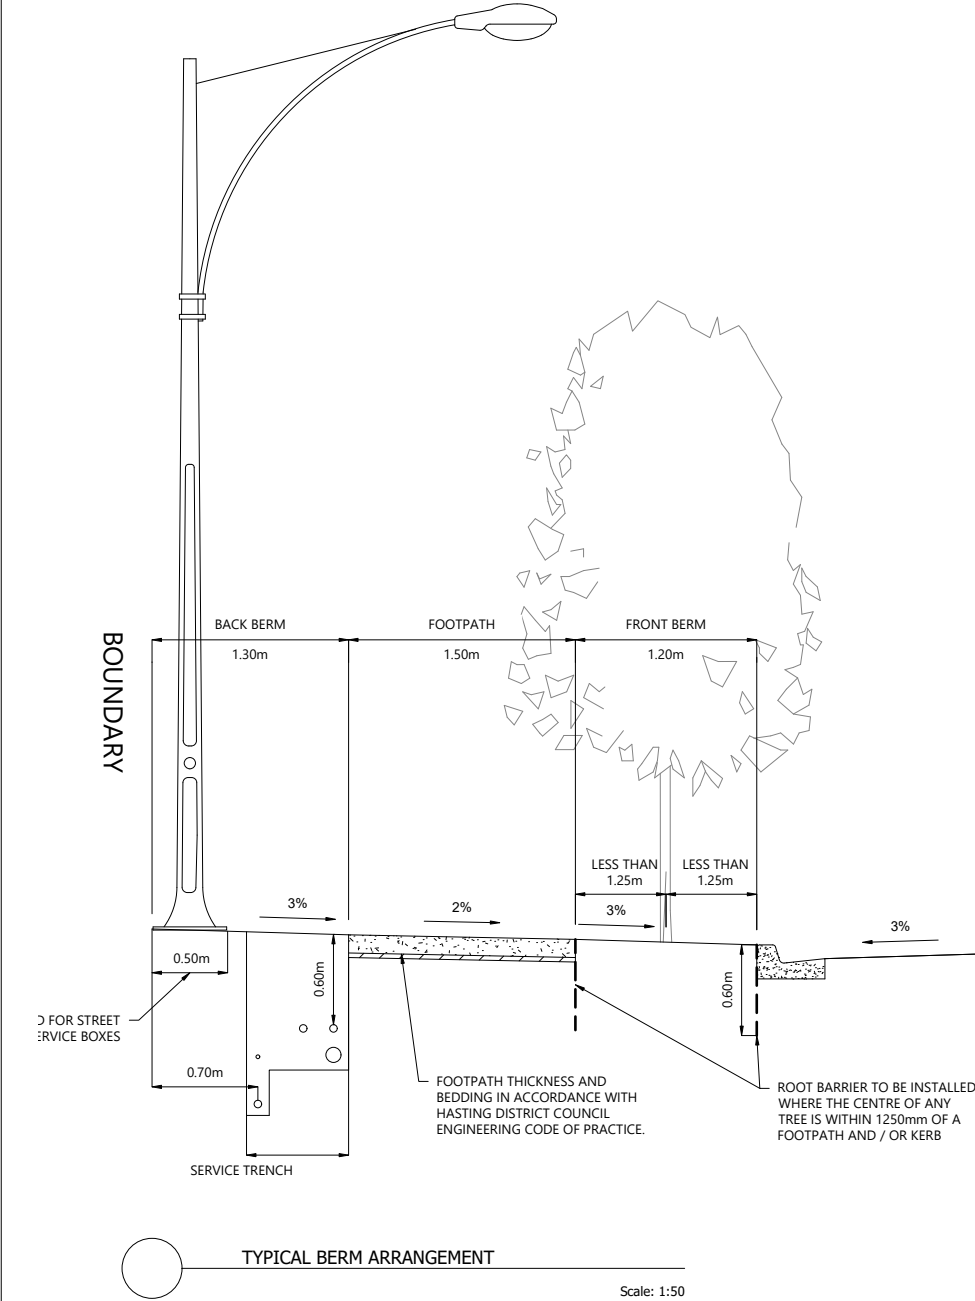 BOUNDARY
BACK BERM
FOOTPATH
FRONT BERM
1.30m
1.50m
1.20m
LESS THAN
1.25m
LESS THAN
1.25m
3%
2%
3%
3%
0.50m
0.60m
0.60m
FOR STREET
BOXES
0.70m
FOOTPATH THICKNESS AND
BEDDING IN ACCORDANCE WITH
HASTING DISTRICT COUNCIL
ENGINEERING CODE OF PRACTICE.
ROOT BARRIER TO BE INSTALLED
WHERE THE CENTRE OF ANY
TREE IS WITHIN 1250mm OF A
FOOTPATH AND / OR KERB
SERVICE TRENCH
TYPICAL BERM ARRANGEMENT
Scale: 1:50